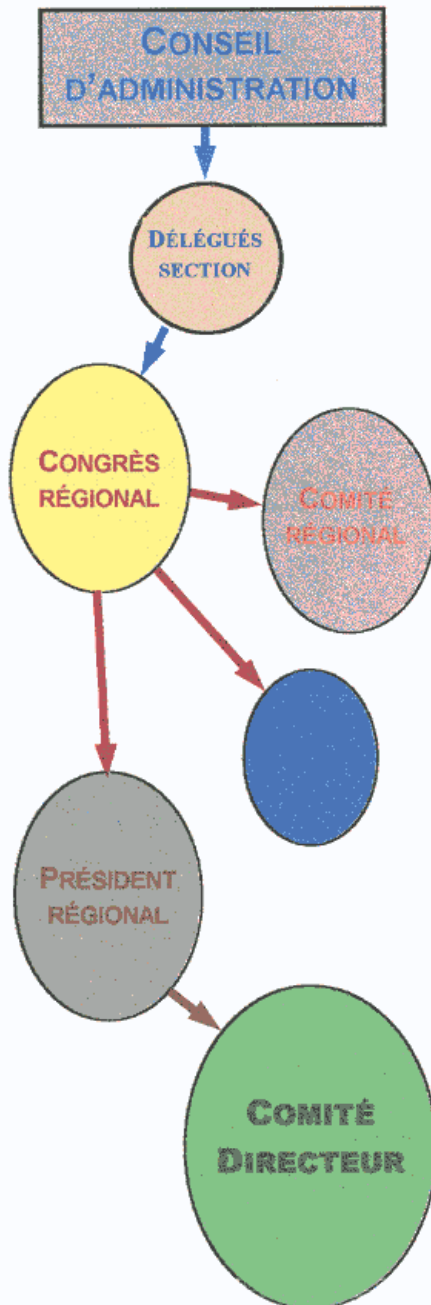 CONSEIL
D'ADMINISTRATION
DÉLÉGUÉS
SECTION
CONGRÈS
RÉGIONAL
COMITÉ
RÉGIONAL
PRÉSIDENT
RÉGIONAL
COMITÉ
DIRECTEUR